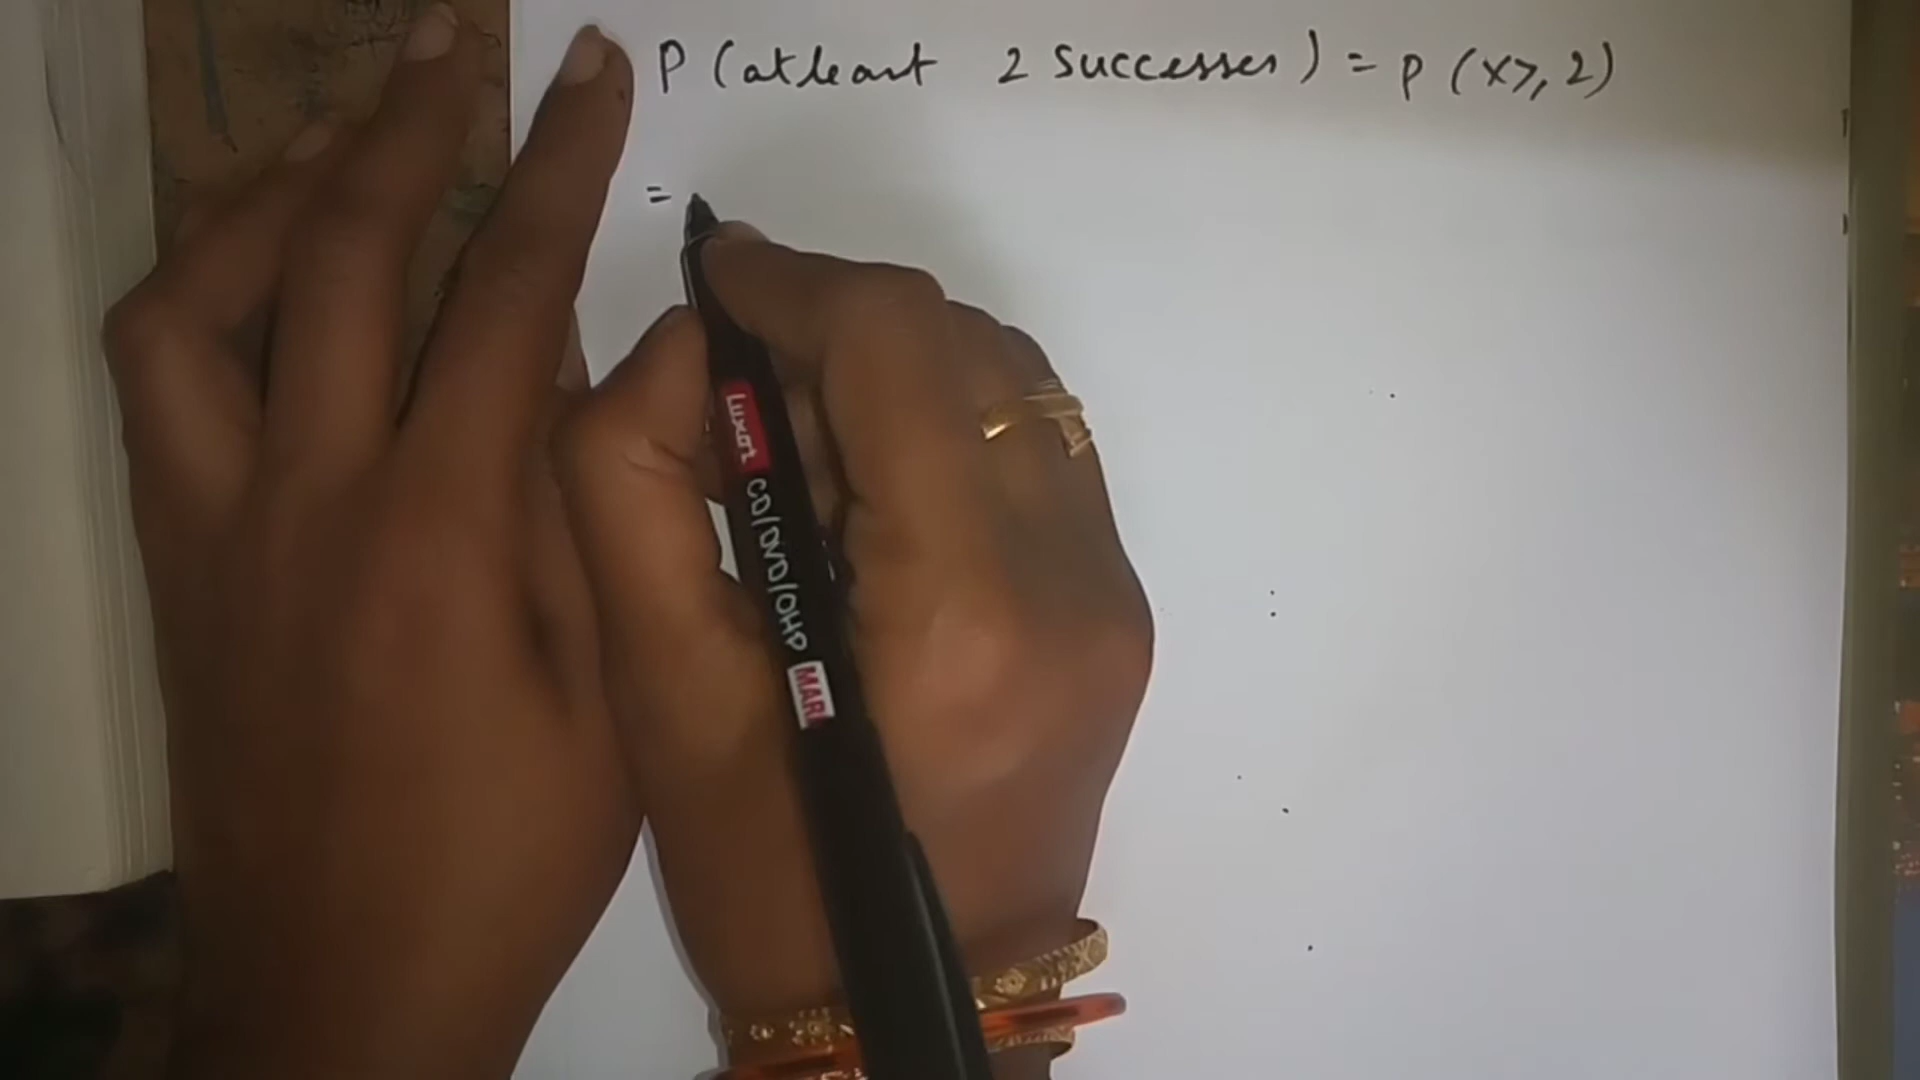 P (atleast 2 successes) = P (X ≥ 2)
=
Luxor CD/DVD/OHP MAR